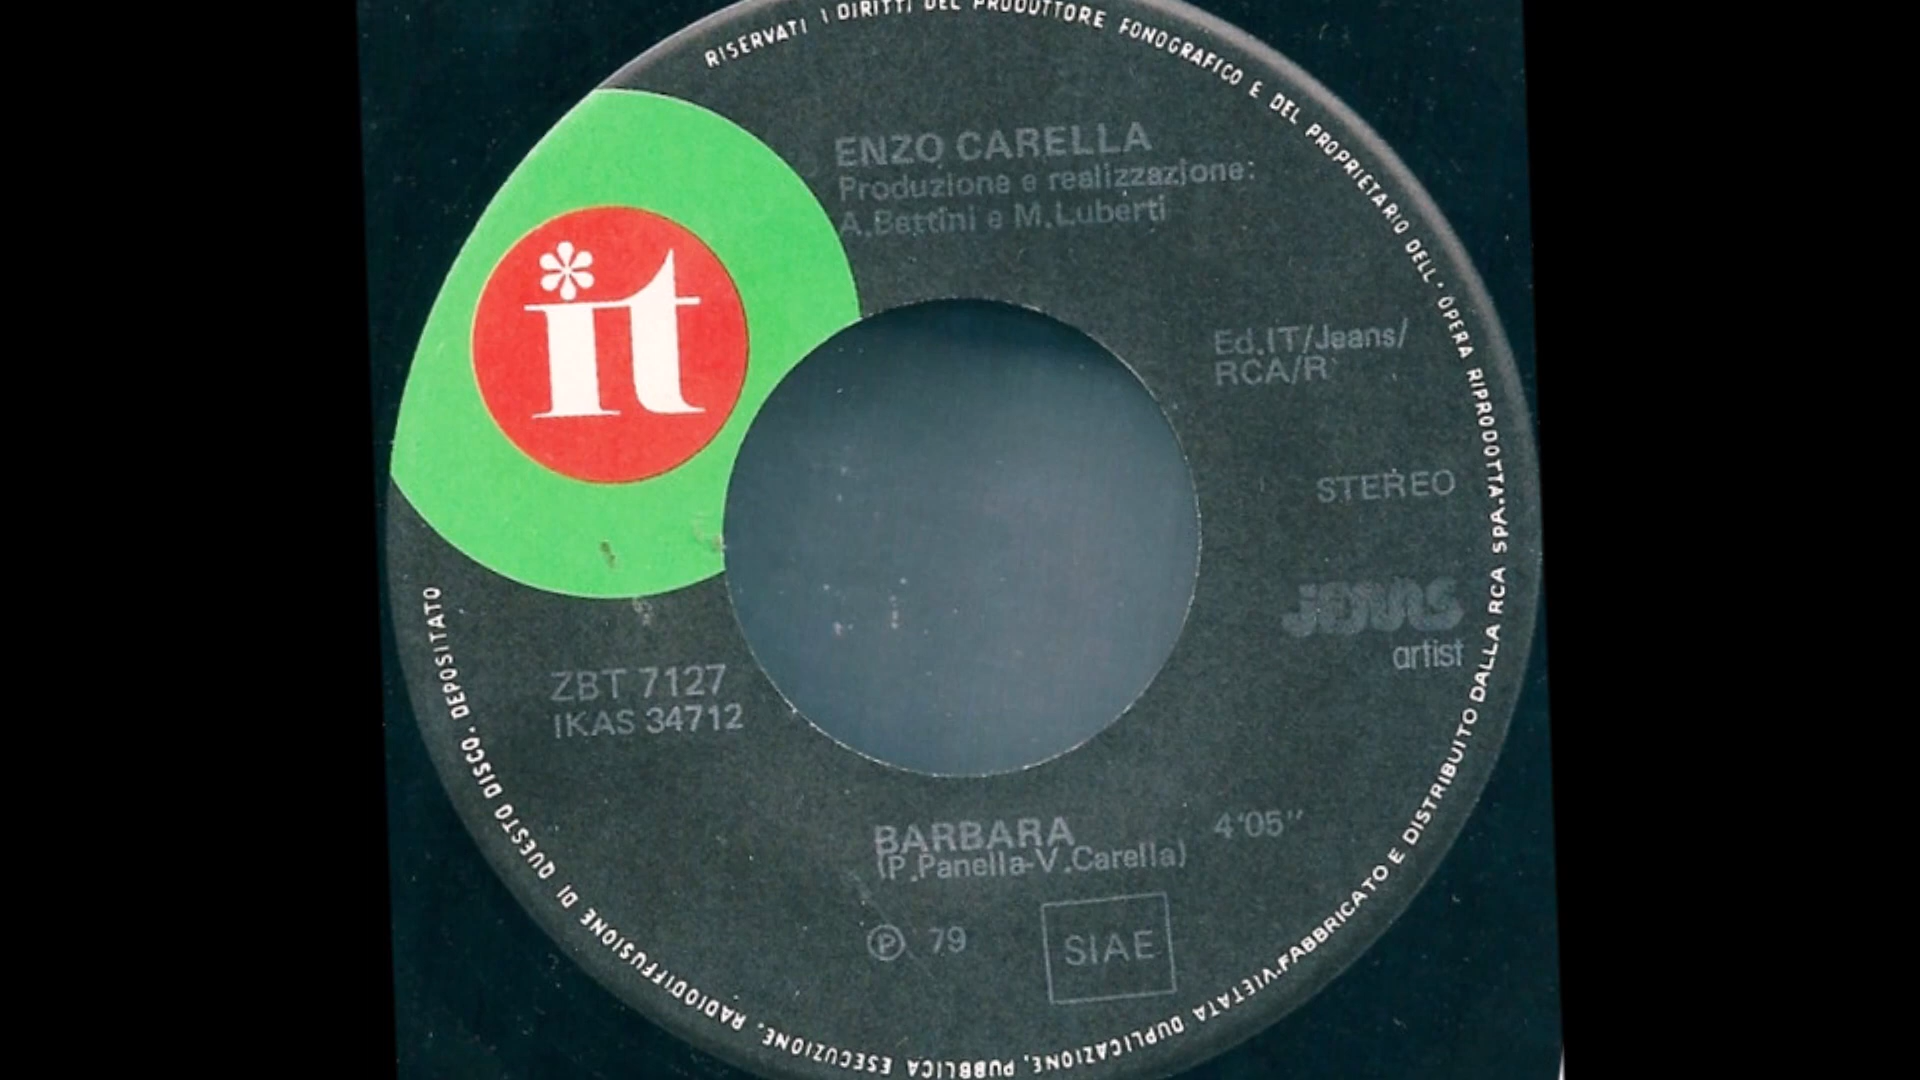 RISERVATI I DIRITTI DEL PRODUTTORE FONOGRAFICO E DEL PROPRIETARIO DELL'OPERA RIPRODOTTA. VIETATA DUPLICAZIONE, PUBBLICA ESECUZIONE, RADIODIFFUSIONE DI QUESTO DISCO. DEPOSITATO
FABBRICATO E DISTRIBUITO DALLA RCA SPA.
ENZO CARELLA
Produzione e realizzazione:
A.Bettini e M.Luberti
it
Ed.IT/Jeans/
RCA/R
STEREO
jeans
artist
ZBT 7127
IKAS 34712
BARBARA 4'05"
(P.Panella-V.Carella)
Ⓟ 79
SIAE